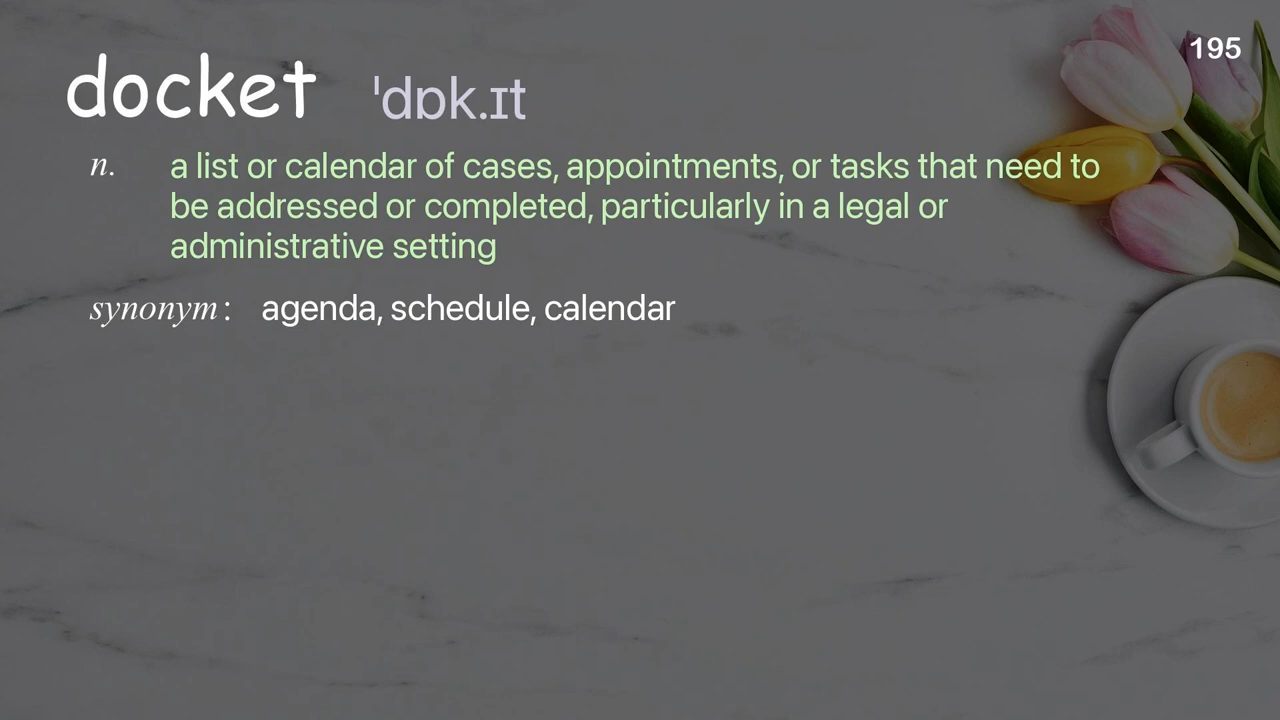 195
docket ˈdɒk.ɪt
n. a list or calendar of cases, appointments, or tasks that need to
be addressed or completed, particularly in a legal or
administrative setting
synonym: agenda, schedule, calendar